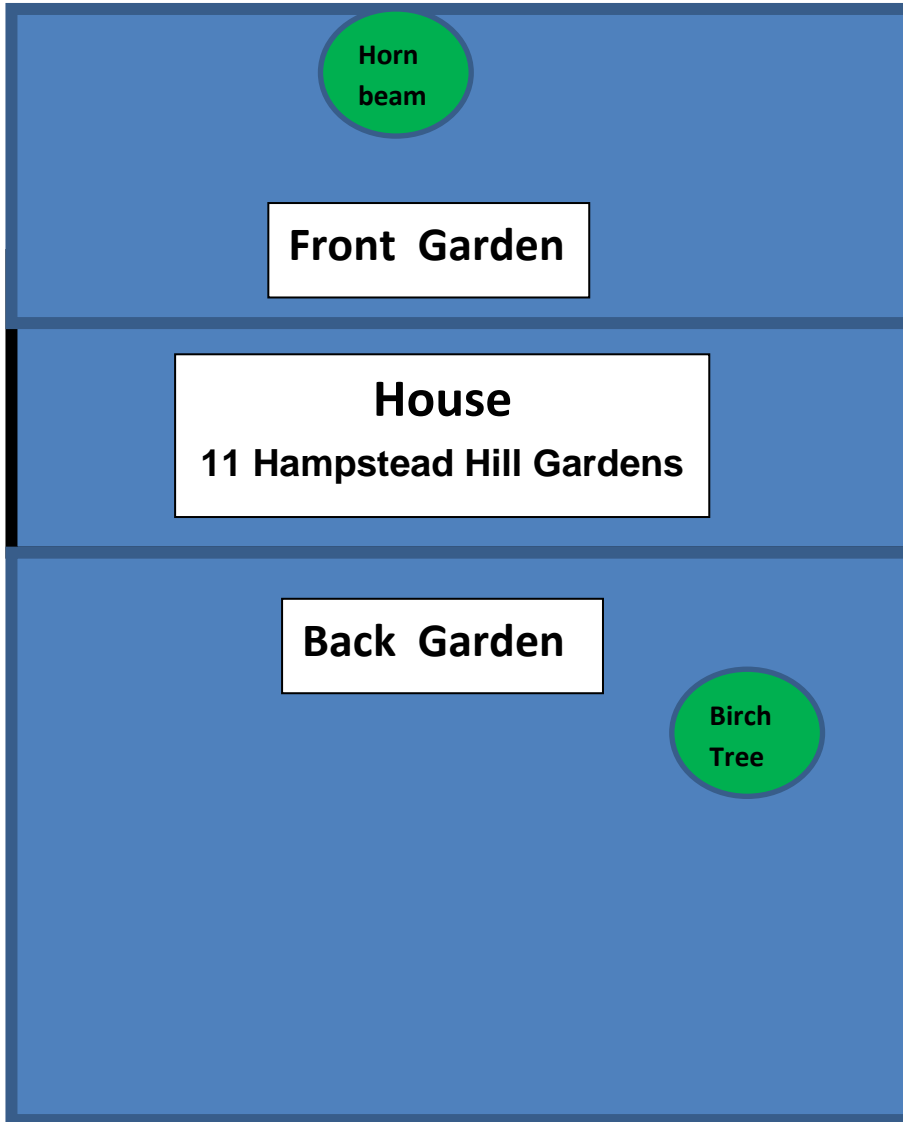 Horn
beam
Front  Garden
House
11 Hampstead Hill Gardens
Back  Garden
Birch
Tree